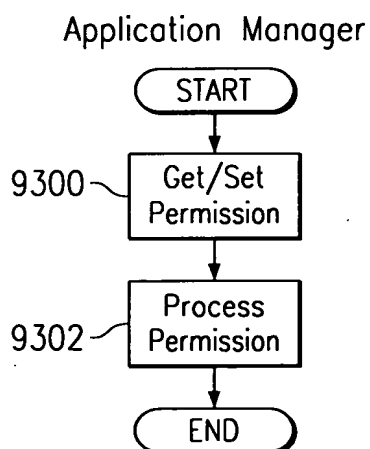 Application Manager
START
9300
Get/Set
Permission
9302
Process
Permission
END